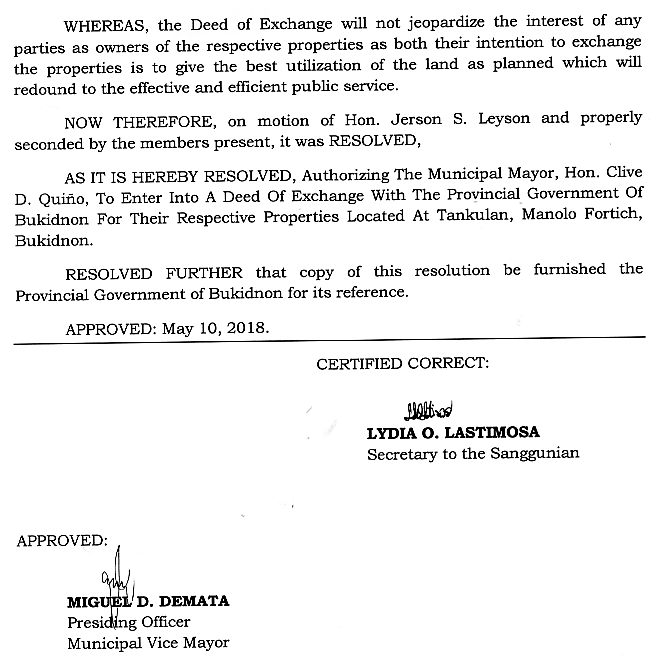 WHEREAS, the Deed of Exchange will not jeopardize the interest of any
parties as owners of the respective properties as both their intention to exchange
the properties is to give the best utilization of the land as planned which will
redound to the effective and efficient public service.
NOW THEREFORE, on motion of Hon. Jerson S. Leyson and properly
seconded by the members present, it was RESOLVED,
AS IT IS HEREBY RESOLVED, Authorizing The Municipal Mayor, Hon. Clive
D. Quiño, To Enter Into A Deed Of Exchange With The Provincial Government Of
Bukidnon For Their Respective Properties Located At Tankulan, Manolo Fortich,
Bukidnon.
RESOLVED FURTHER that copy of this resolution be furnished the
Provincial Government of Bukidnon for its reference.
APPROVED: May 10, 2018.
CERTIFIED CORRECT:
LYDIA O. LASTIMOSA
Secretary to the Sanggunian
APPROVED:
MIGUEL D. DEMATA
Presiding Officer
Municipal Vice Mayor